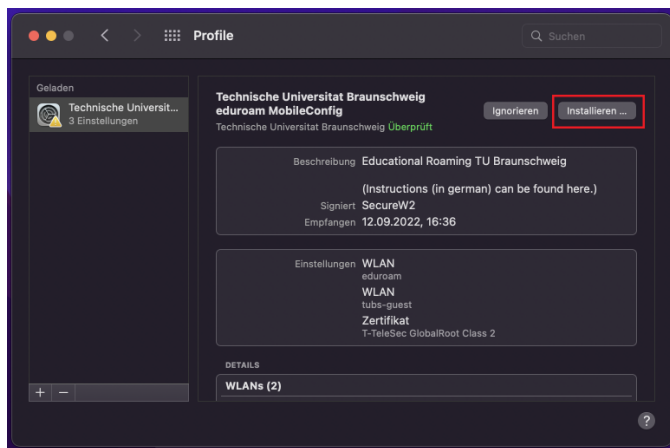 Profile
Suchen
Geladen
Technische Universit...
3 Einstellungen
Technische Universitat Braunschweig
eduroam MobileConfig
Technische Universitat Braunschweig Überprüft
Ignorieren
Installieren ...
Beschreibung Educational Roaming TU Braunschweig
(Instructions (in german) can be found here.)
Signiert SecureW2
Empfangen 12.09.2022, 16:36
Einstellungen WLAN
eduroam
WLAN
tubs-guest
Zertifikat
T-TeleSec GlobalRoot Class 2
DETAILS
WLANs (2)
+ −
?